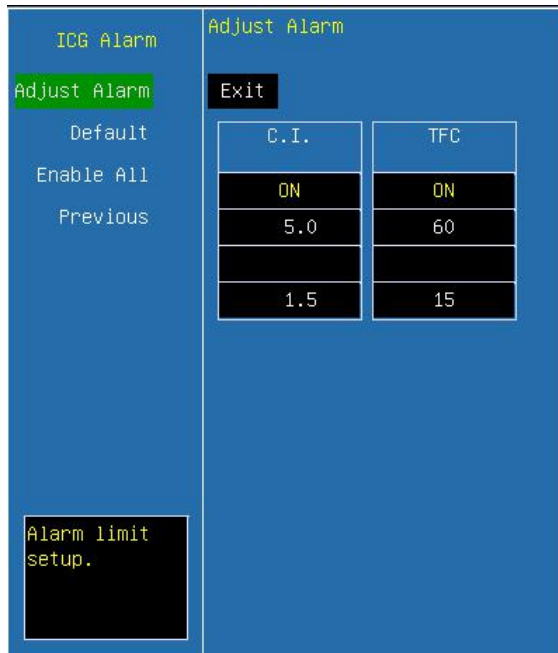 ICG Alarm
Adjust Alarm
Default
Enable All
Previous
Alarm limit
setup.
Adjust Alarm
Exit
C.I. TFC
ON ON
5.0 60
1.5 15